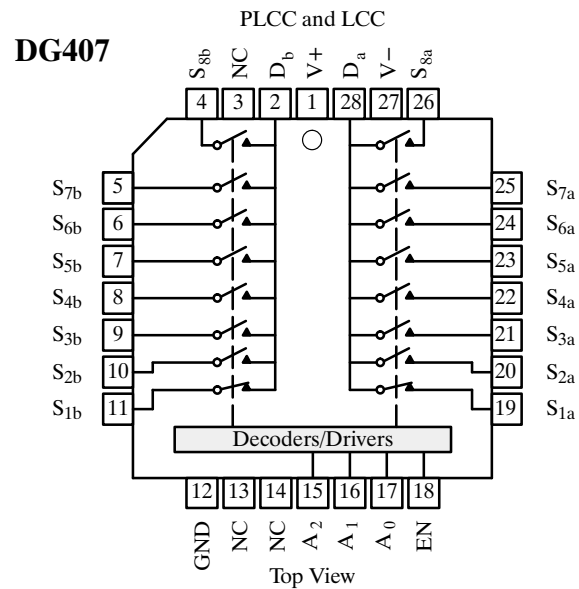 PLCC and LCC
DG407
S8b NC Db V+ Da V− S8a
4 3 2 1 28 27 26
S7b 5 25 S7a
S6b 6 24 S6a
S5b 7 23 S5a
S4b 8 22 S4a
S3b 9 21 S3a
S2b 10 20 S2a
S1b 11 19 S1a
Decoders/Drivers
12 13 14 15 16 17 18
GND NC NC A2 A1 A0 EN
Top View